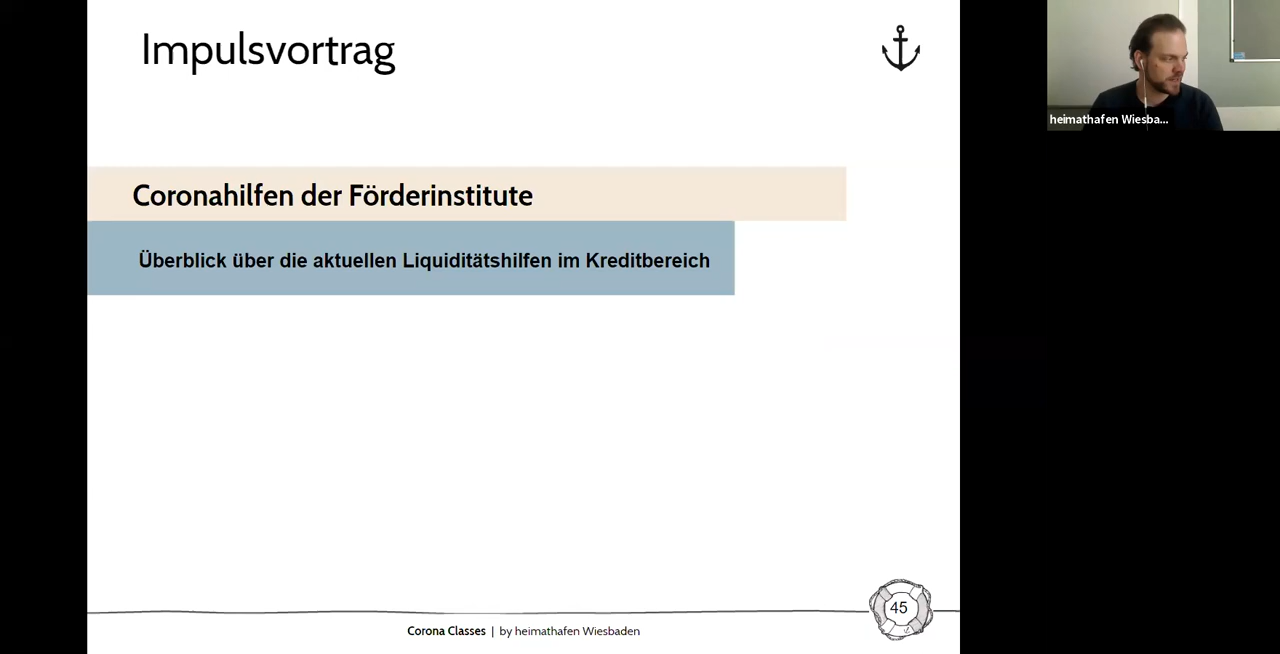 Impulsvortrag
heimathafen Wiesba...
Coronahilfen der Förderinstitute
Überblick über die aktuellen Liquiditätshilfen im Kreditbereich
45
Corona Classes | by heimathafen Wiesbaden